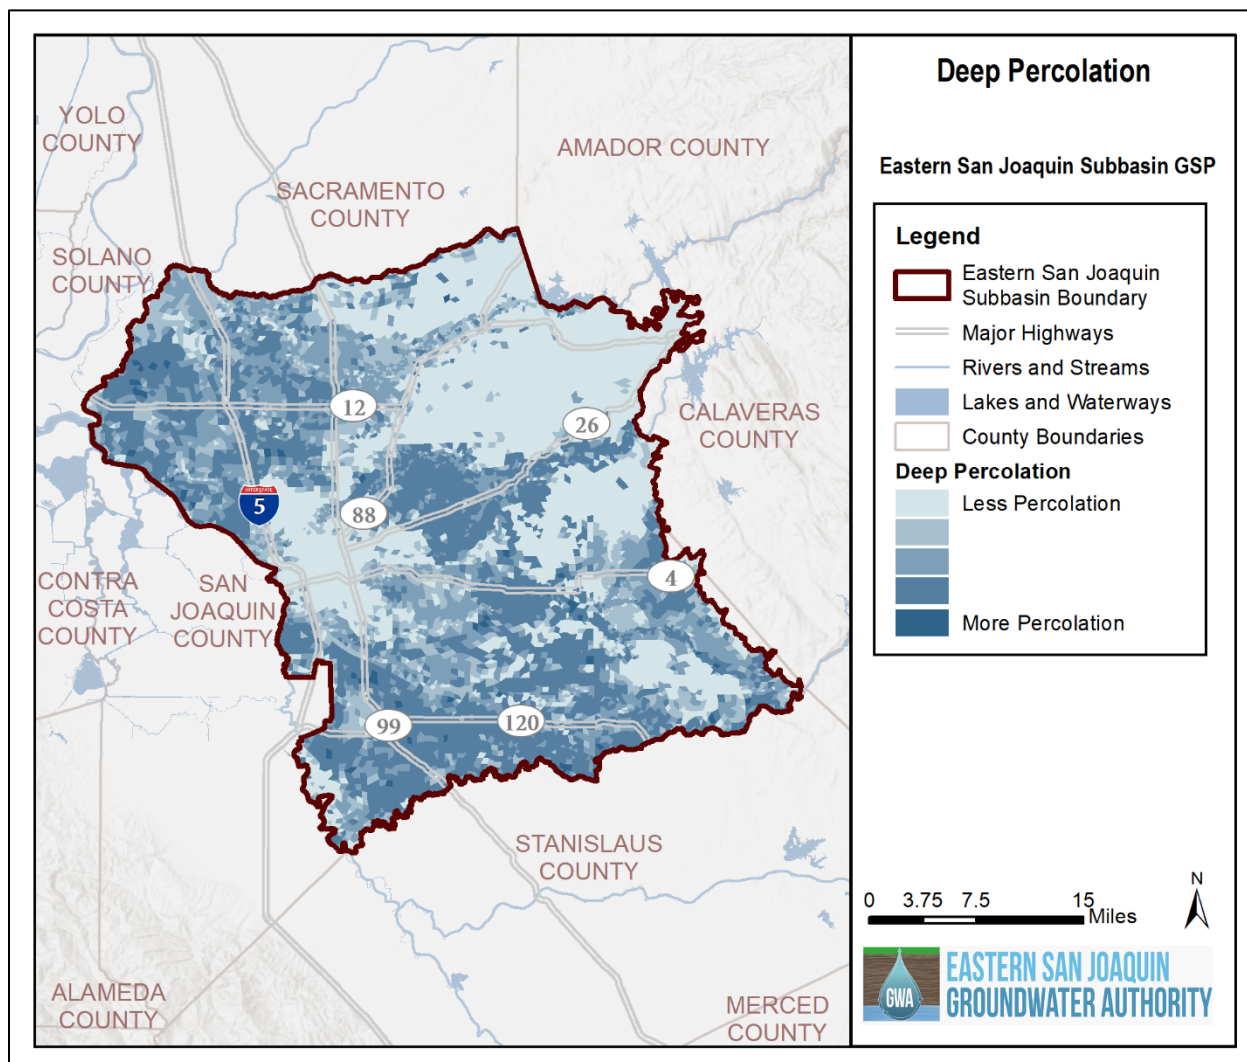 YOLO
COUNTY
AMADOR COUNTY
SACRAMENTO
COUNTY
SOLANO
COUNTY
12
26
CALAVERAS
COUNTY
INTERSTATE
5
88
4
CONTRA
COSTA
COUNTY
SAN
JOAQUIN
COUNTY
99
120
STANISLAUS
COUNTY
ALAMEDA
COUNTY
MERCED
COUNTY
Deep Percolation
Eastern San Joaquin Subbasin GSP
Legend
Eastern San Joaquin
Subbasin Boundary
Major Highways
Rivers and Streams
Lakes and Waterways
County Boundaries
Deep Percolation
Less Percolation
More Percolation
N
0 3.75 7.5 15
Miles
GWA
EASTERN SAN JOAQUIN
GROUNDWATER AUTHORITY